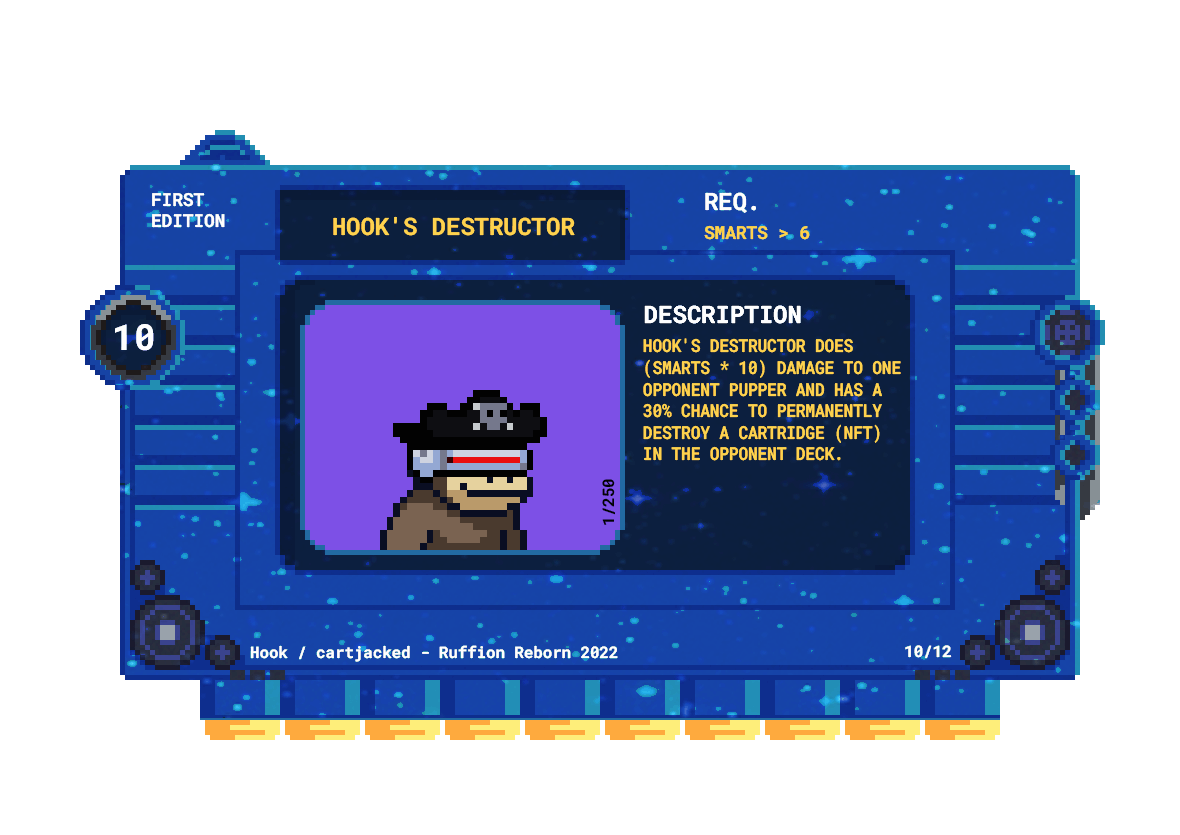 FIRST
EDITION
HOOK'S DESTRUCTOR
REQ.
SMARTS > 6
10
DESCRIPTION
HOOK'S DESTRUCTOR DOES
(SMARTS * 10) DAMAGE TO ONE
OPPONENT PUPPER AND HAS A
30% CHANCE TO PERMANENTLY
DESTROY A CARTRIDGE (NFT)
IN THE OPPONENT DECK.
1/250
Hook / cartjacked - Ruffion Reborn 2022
10/12